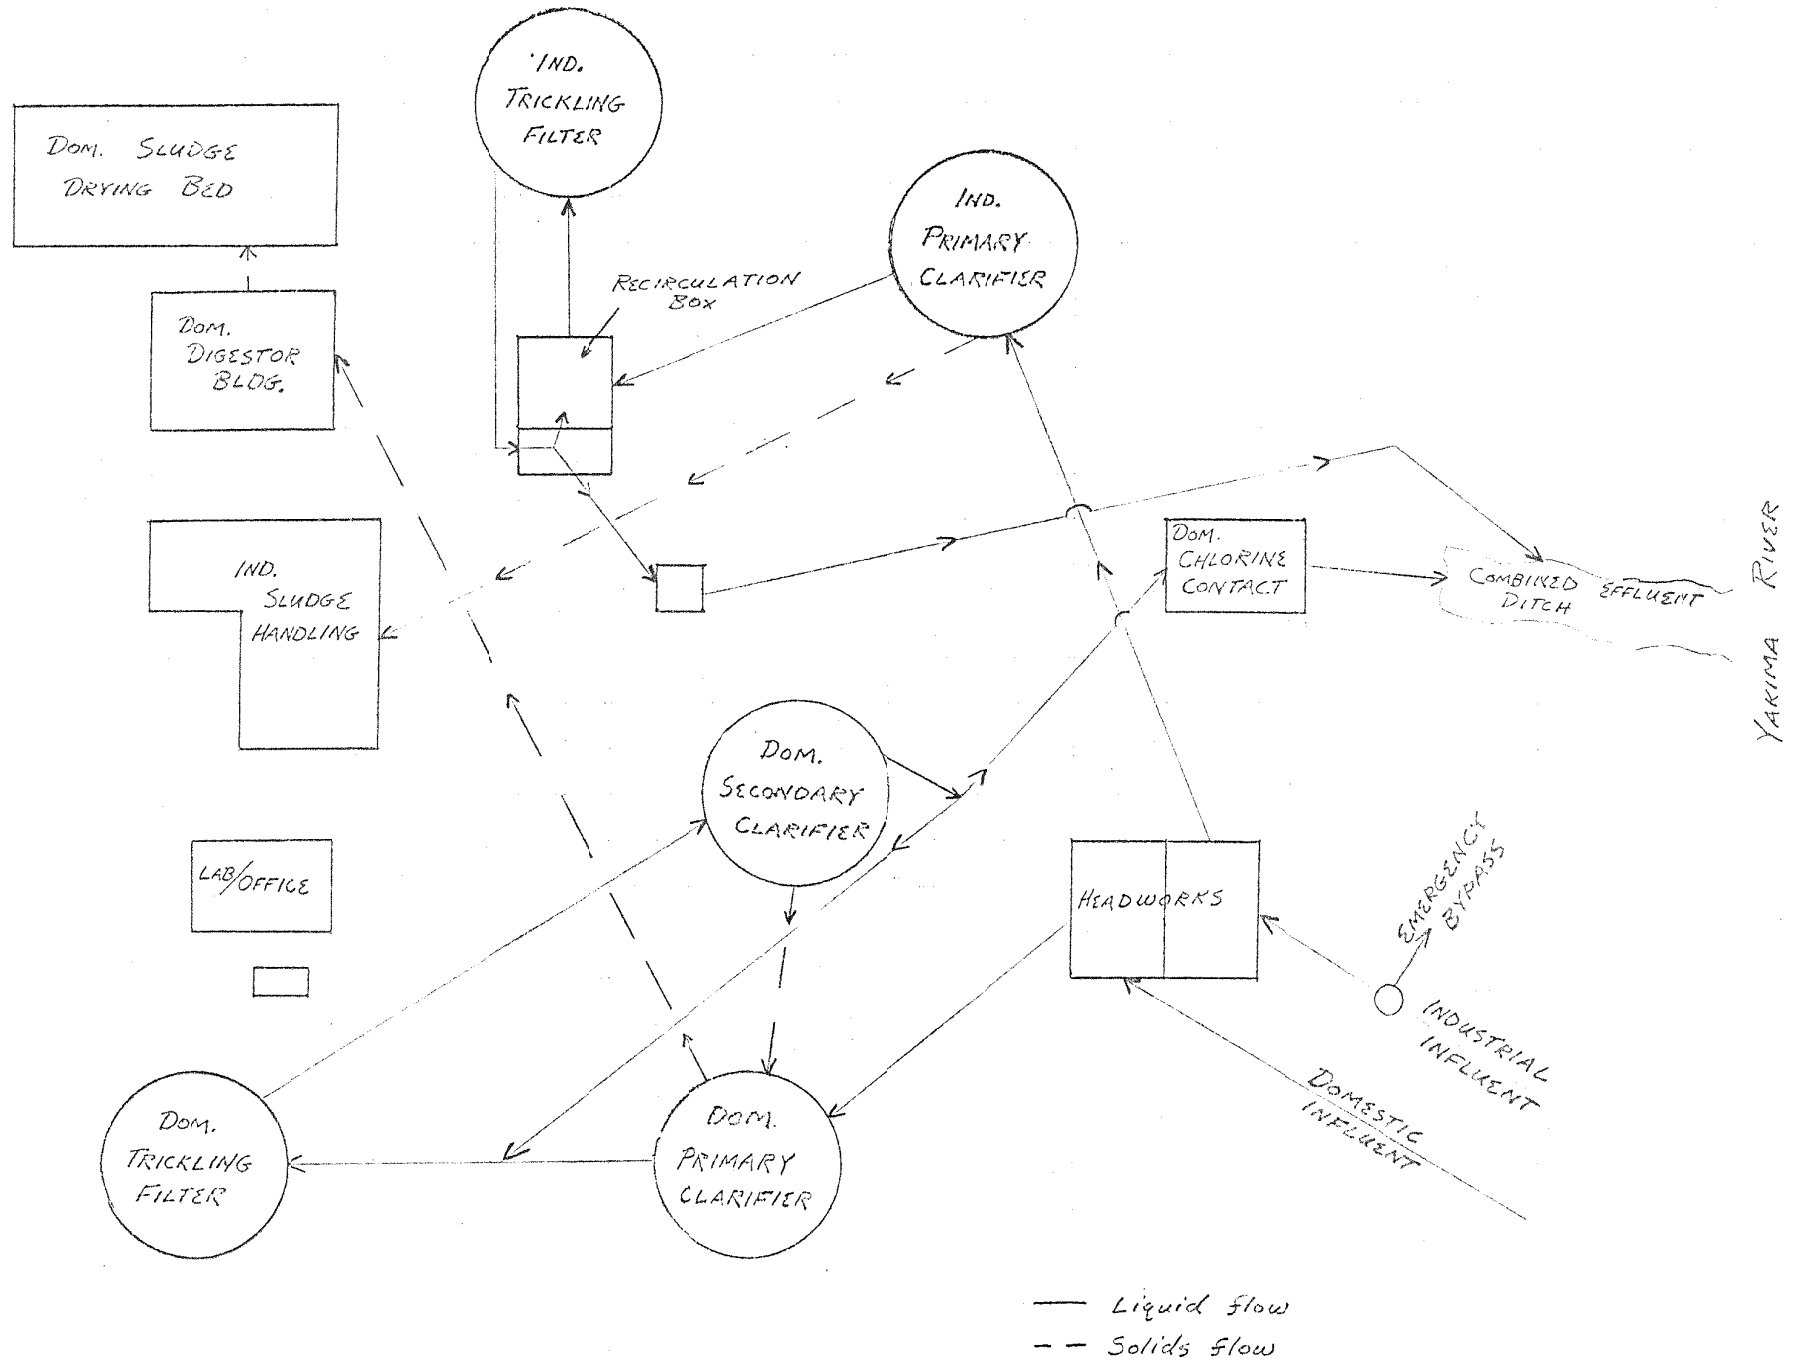 IND.
TRICKLING
FILTER
DOM. SLUDGE
DRYING BED
IND.
PRIMARY
CLARIFIER
RECIRCULATION
BOX
DOM.
DIGESTOR
BLDG.
DOM.
CHLORINE
CONTACT
COMBINED EFFLUENT
DITCH
YAKIMA RIVER
IND.
SLUDGE
HANDLING
DOM.
SECONDARY
CLARIFIER
LAB/OFFICE
HEADWORKS
EMERGENCY
BYPASS
INDUSTRIAL
INFLUENT
DOMESTIC
INFLUENT
DOM.
TRICKLING
FILTER
DOM.
PRIMARY
CLARIFIER
Liquid flow
Solids flow